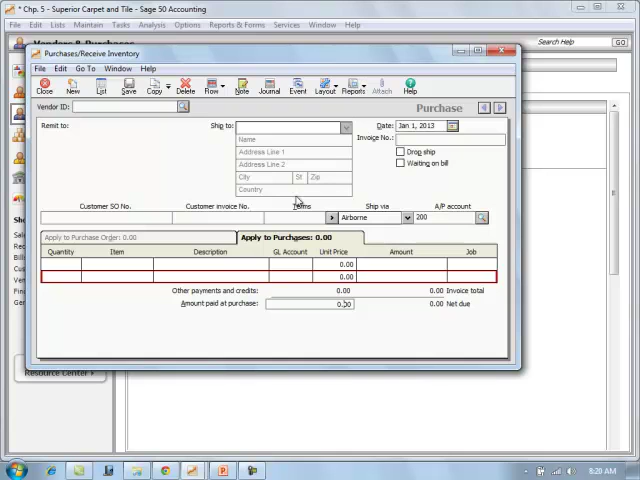 * Chp. 5 - Superior Carpet and Tile - Sage 50 Accounting
File Edit Lists Maintain Tasks Analysis Options Reports & Forms Services Window Help
Vendors & Purchases
Search Help
GO
Purchases/Receive Inventory
File Edit Go To Window Help
Close New List Save Copy Delete Row Note Journal Event Layout Reports Attach Help
Vendor ID:
Purchase
Remit to:
Ship to:
Date: Jan 1, 2013
Invoice No.:
Name
Address Line 1
Drop ship
Address Line 2
Waiting on bill
City St Zip
Country
Customer SO No. Customer invoice No. Terms Ship via A/P account
Airborne 200
Apply to Purchase Order: 0.00
Apply to Purchases: 0.00
Quantity Item Description GL Account Unit Price Amount Job
0.00
0.00
Other payments and credits: 0.00 0.00 Invoice total
Amount paid at purchase: 0.00 0.00 Net due
Resource Center
8:20 AM